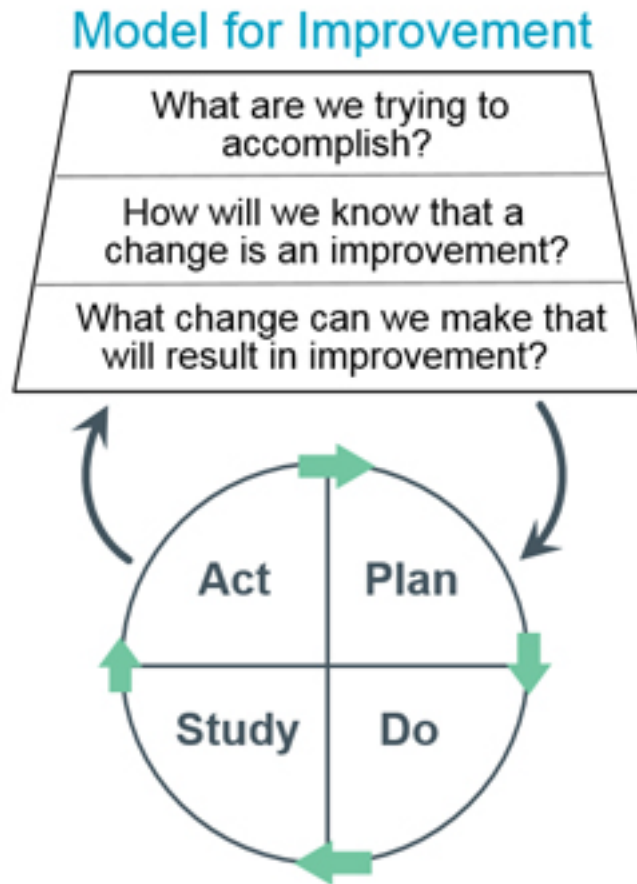 Model for Improvement
What are we trying to
accomplish?
How will we know that a
change is an improvement?
What change can we make that
will result in improvement?
Act
Plan
Study
Do